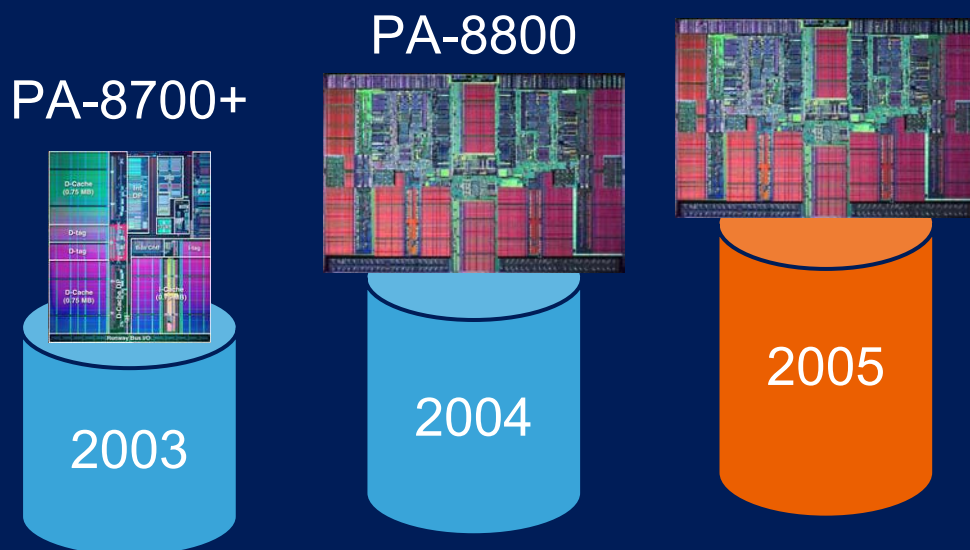 PA-8800
PA-8700+
D-Cache
(0.75 MB)
D-tag
D-tag
D-Cache
(0.75 MB)
FP
I-tag
Runway Bus I/O
2003
2004
2005